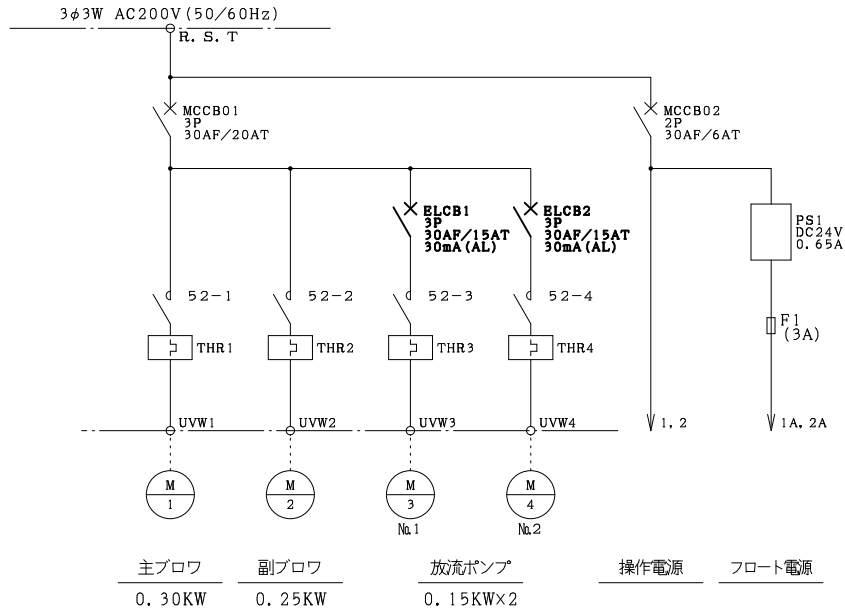 3φ3W AC200V(50/60Hz)
R.S.T
MCCB01
3P
30AF/20AT
MCCB02
2P
30AF/6AT
ELCB1
3P
30AF/15AT
30mA(AL)
ELCB2
3P
30AF/15AT
30mA(AL)
PS1
DC24V
0.65A
52-1
52-2
52-3
52-4
F1
(3A)
THR1
THR2
THR3
THR4
UVW1
UVW2
UVW3
UVW4
1,2
1A,2A
M
1
M
2
M
3
M
4
№1
№2
主ブロワ
副ブロワ
放流ポンプ
操作電源
フロート電源
0.30KW
0.25KW
0.15KW×2